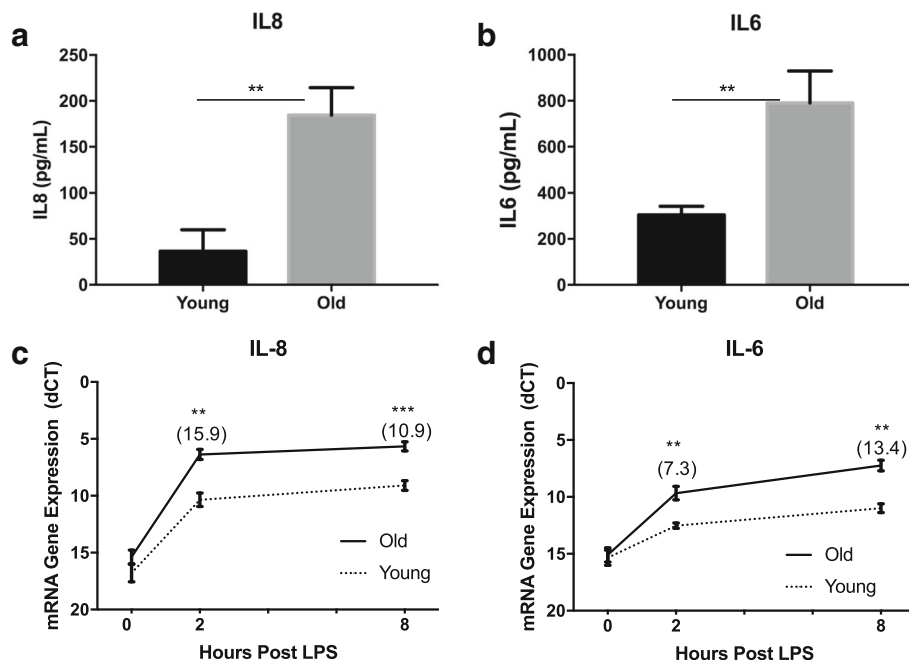 a
IL8
250
200
150
100
50
0
IL8 (pg/mL)
**
Young
Old
b
IL6
1000
800
600
400
200
0
IL6 (pg/mL)
**
Young
Old
c
IL-8
0
5
10
15
20
mRNA Gene Expression (dCT)
**
(15.9)
***
(10.9)
Old
Young
0
2
8
Hours Post LPS
d
IL-6
0
5
10
15
20
mRNA Gene Expression (dCT)
**
(7.3)
**
(13.4)
Old
Young
0
2
8
Hours Post LPS